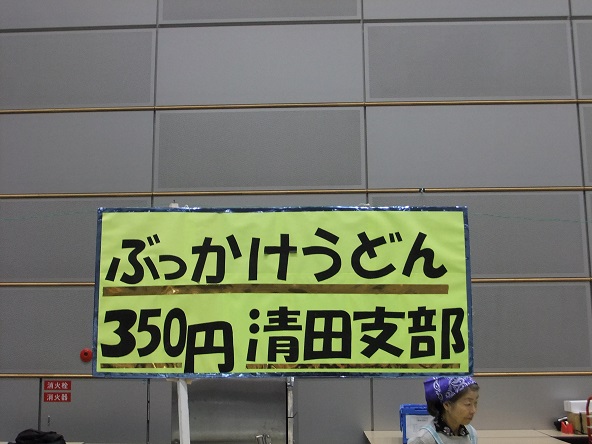 ぶっかけうどん
350円 清田支部
消火栓
消火器